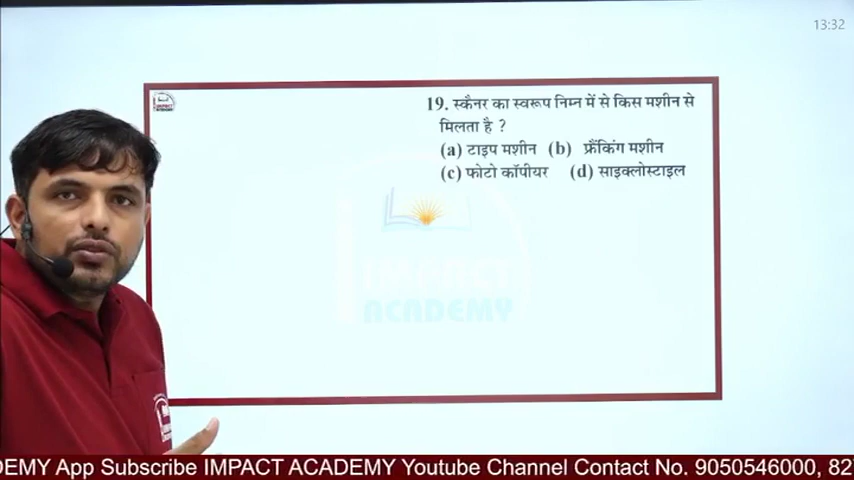 13:32
19. स्कैनर का स्वरूप निम्न में से किस मशीन से
मिलता है ?
(a) टाइप मशीन (b) फ्रैंकिंग मशीन
(c) फोटो कॉपीयर (d) साइक्लोस्टाइल
IMPACT
ACADEMY
DEMY App Subscribe IMPACT ACADEMY Youtube Channel Contact No. 9050546000, 82